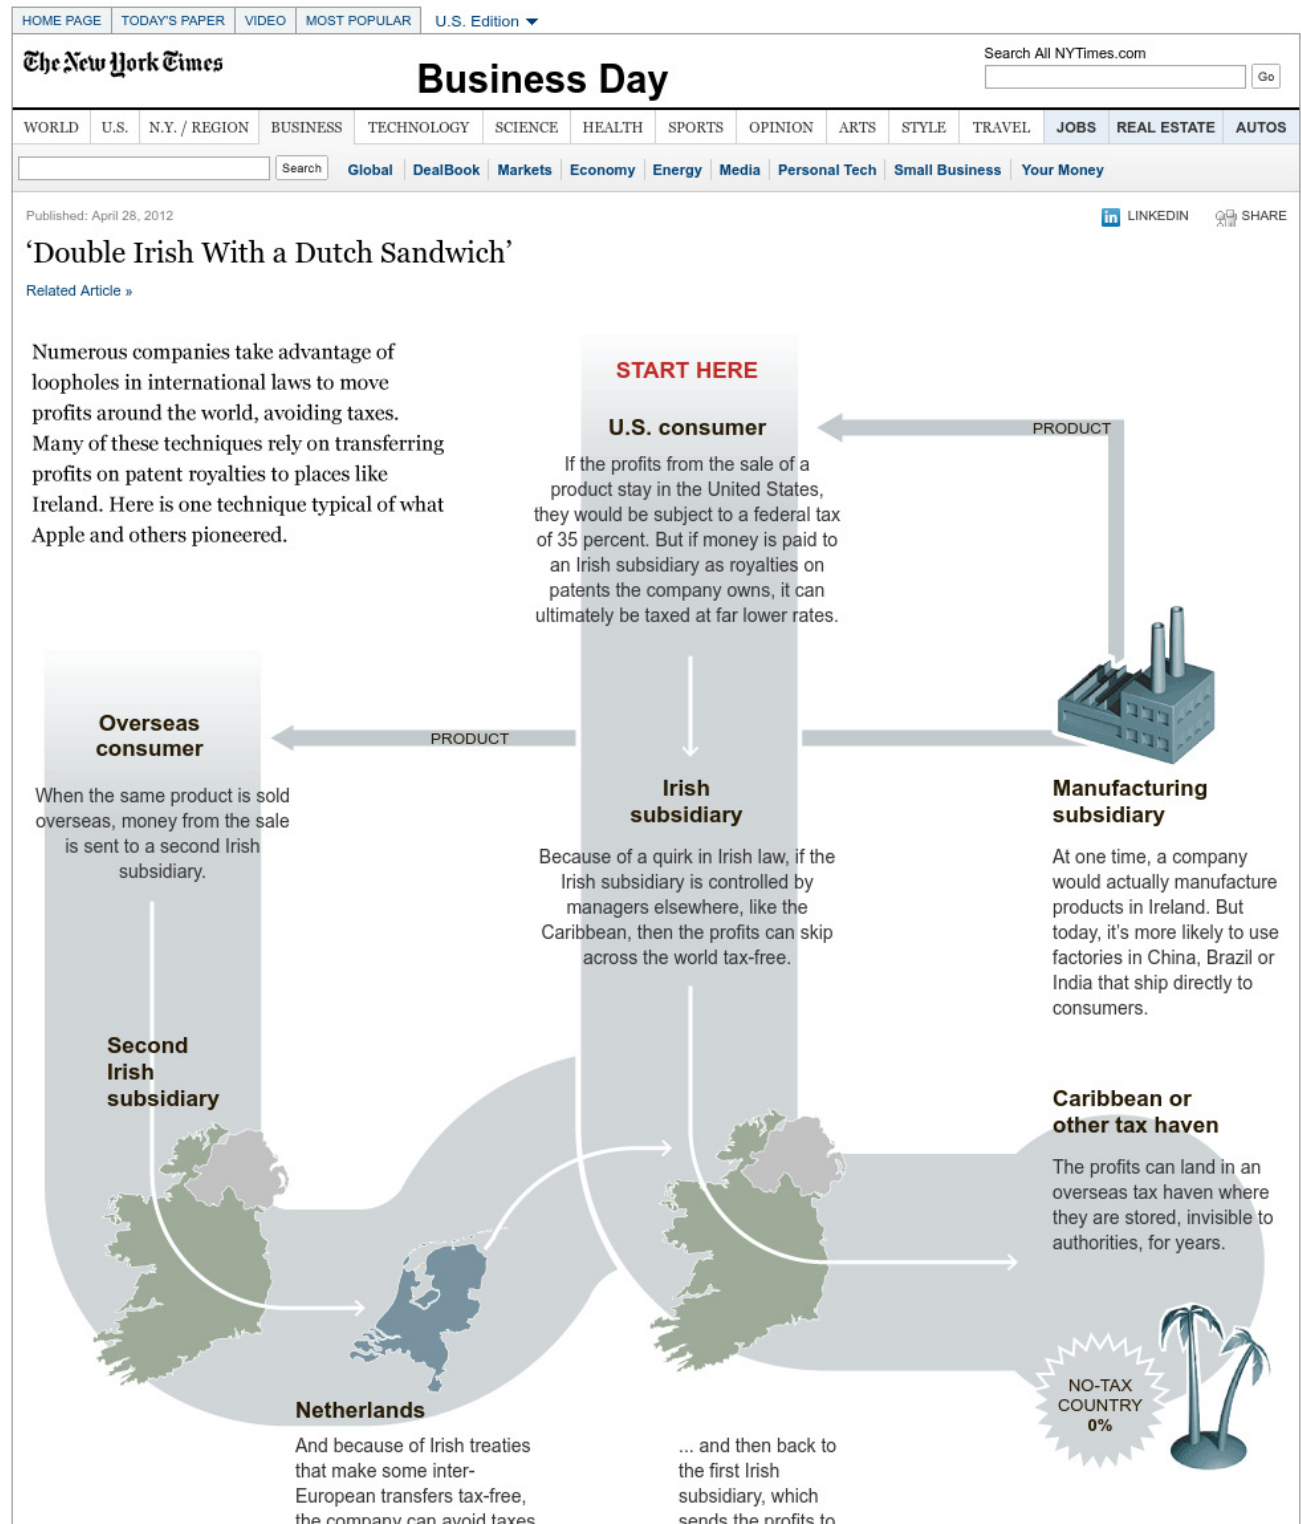 HOME PAGE TODAY'S PAPER VIDEO MOST POPULAR U.S. Edition
The New York Times
Business Day
Search All NYTimes.com
Go
WORLD U.S. N.Y. / REGION BUSINESS TECHNOLOGY SCIENCE HEALTH SPORTS OPINION ARTS STYLE TRAVEL JOBS REAL ESTATE AUTOS
Search Global DealBook Markets Economy Energy Media Personal Tech Small Business Your Money
Published: April 28, 2012
LINKEDIN SHARE
‘Double Irish With a Dutch Sandwich’
Related Article »
Numerous companies take advantage of
loopholes in international laws to move
profits around the world, avoiding taxes.
Many of these techniques rely on transferring
profits on patent royalties to places like
Ireland. Here is one technique typical of what
Apple and others pioneered.
START HERE
U.S. consumer
If the profits from the sale of a
product stay in the United States,
they would be subject to a federal tax
of 35 percent. But if money is paid to
an Irish subsidiary as royalties on
patents the company owns, it can
ultimately be taxed at far lower rates.
PRODUCT
Overseas
consumer
When the same product is sold
overseas, money from the sale
is sent to a second Irish
subsidiary.
PRODUCT
Irish
subsidiary
Because of a quirk in Irish law, if the
Irish subsidiary is controlled by
managers elsewhere, like the
Caribbean, then the profits can skip
across the world tax-free.
Manufacturing
subsidiary
At one time, a company
would actually manufacture
products in Ireland. But
today, it’s more likely to use
factories in China, Brazil or
India that ship directly to
consumers.
Second
Irish
subsidiary
Caribbean or
other tax haven
The profits can land in an
overseas tax haven where
they are stored, invisible to
authorities, for years.
NO-TAX
COUNTRY
0%
Netherlands
And because of Irish treaties
that make some inter-
European transfers tax-free,
the company can avoid taxes
... and then back to
the first Irish
subsidiary, which
sends the profits to